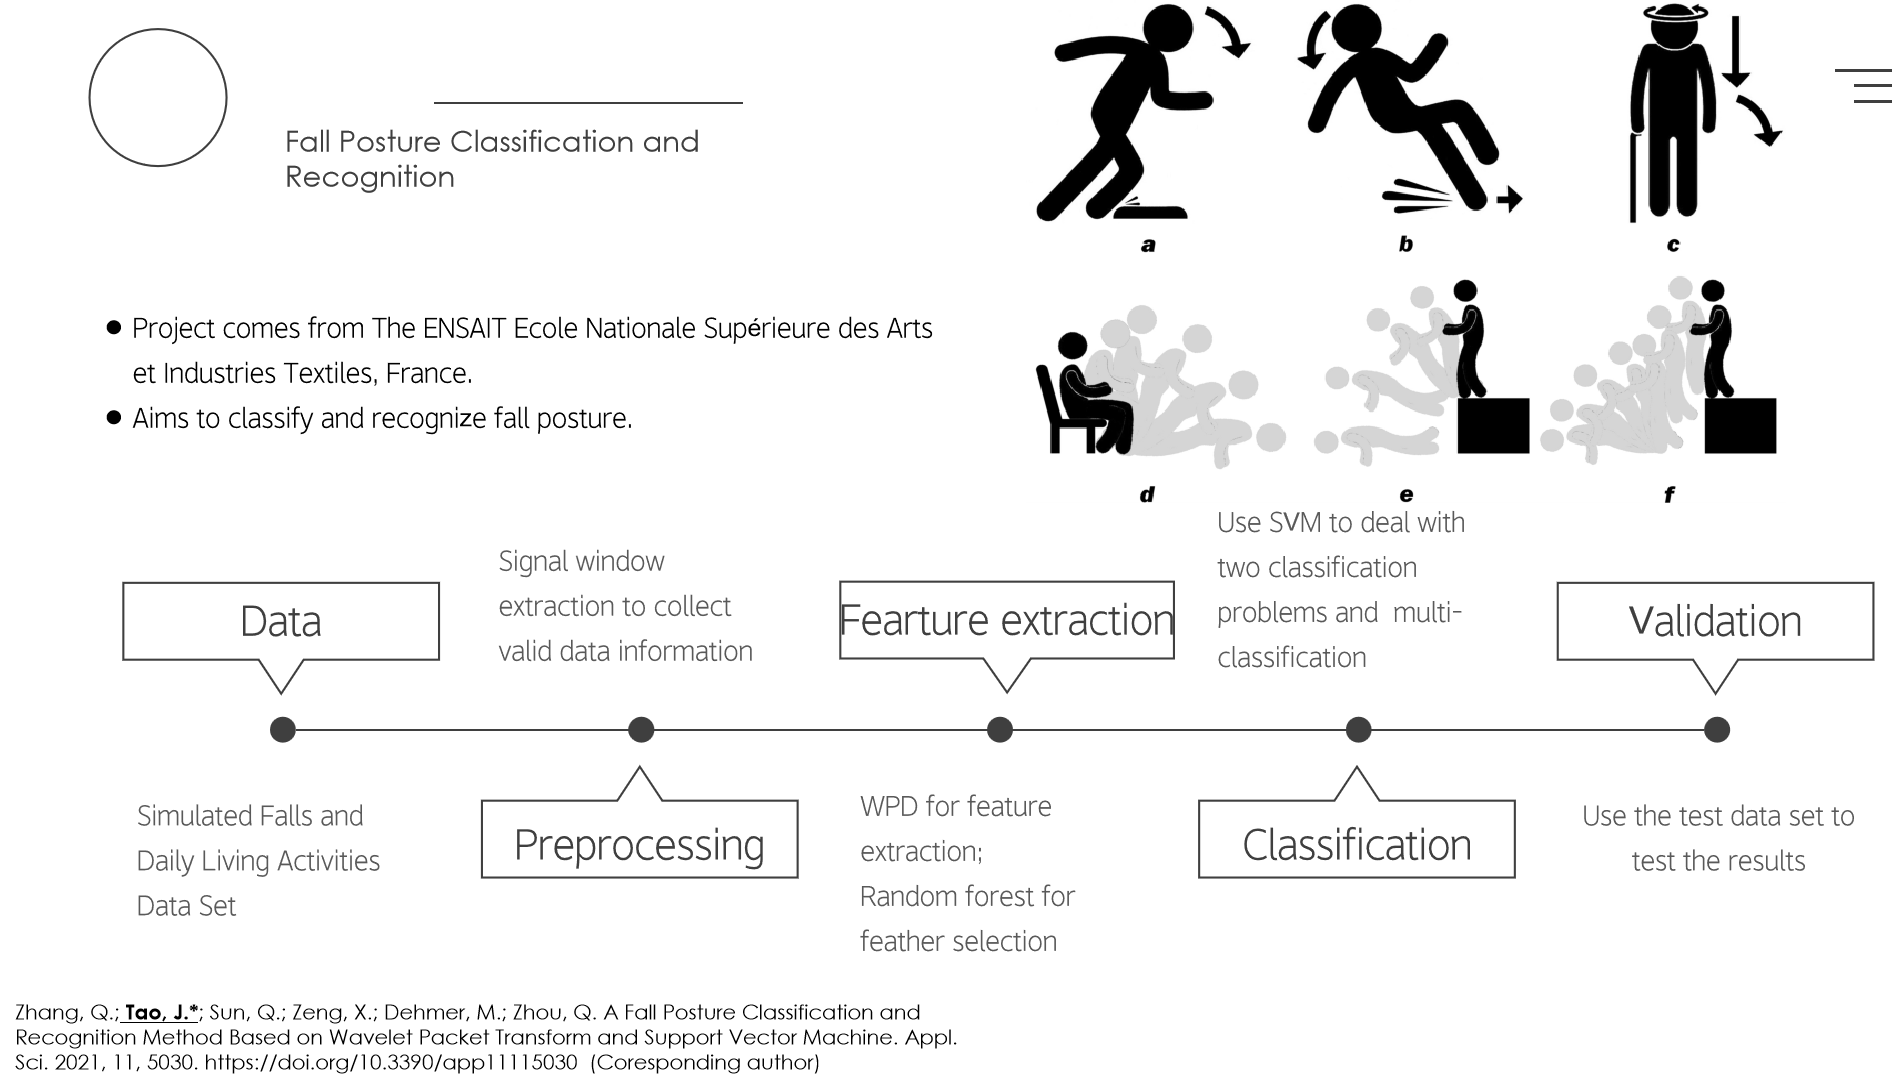 Fall Posture Classification and
Recognition
a
b
c
● Project comes from The ENSAIT Ecole Nationale Supérieure des Arts
et Industries Textiles, France.
● Aims to classify and recognize fall posture.
d
e
f
Data
Simulated Falls and
Daily Living Activities
Data Set
Signal window
extraction to collect
valid data information
Preprocessing
Fearture extraction
WPD for feature
extraction;
Random forest for
feather selection
Use SVM to deal with
two classification
problems and  multi-
classification
Classification
Validation
Use the test data set to
test the results
Zhang, Q.; Tao, J.*; Sun, Q.; Zeng, X.; Dehmer, M.; Zhou, Q. A Fall Posture Classification and
Recognition Method Based on Wavelet Packet Transform and Support Vector Machine. Appl.
Sci. 2021, 11, 5030. https://doi.org/10.3390/app11115030  (Coresponding author)